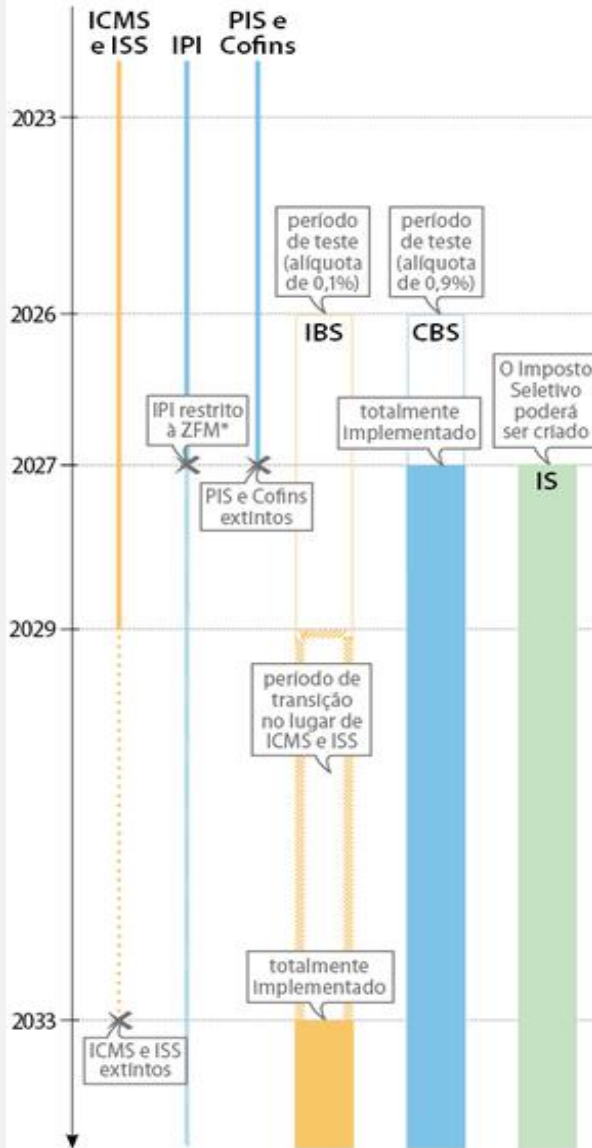 ICMS
e ISS
IPI
PIS e
Cofins
2023
período
de teste
(alíquota
de 0,1%)
período
de teste
(alíquota
de 0,9%)
2026
IBS
CBS
O Imposto
Seletivo
poderá
ser criado
IPI restrito
à ZFM*
totalmente
implementado
2027
IS
PIS e Cofins
extintos
2029
período de
transição
no lugar de
ICMS e ISS
totalmente
implementado
2033
ICMS e ISS
extintos